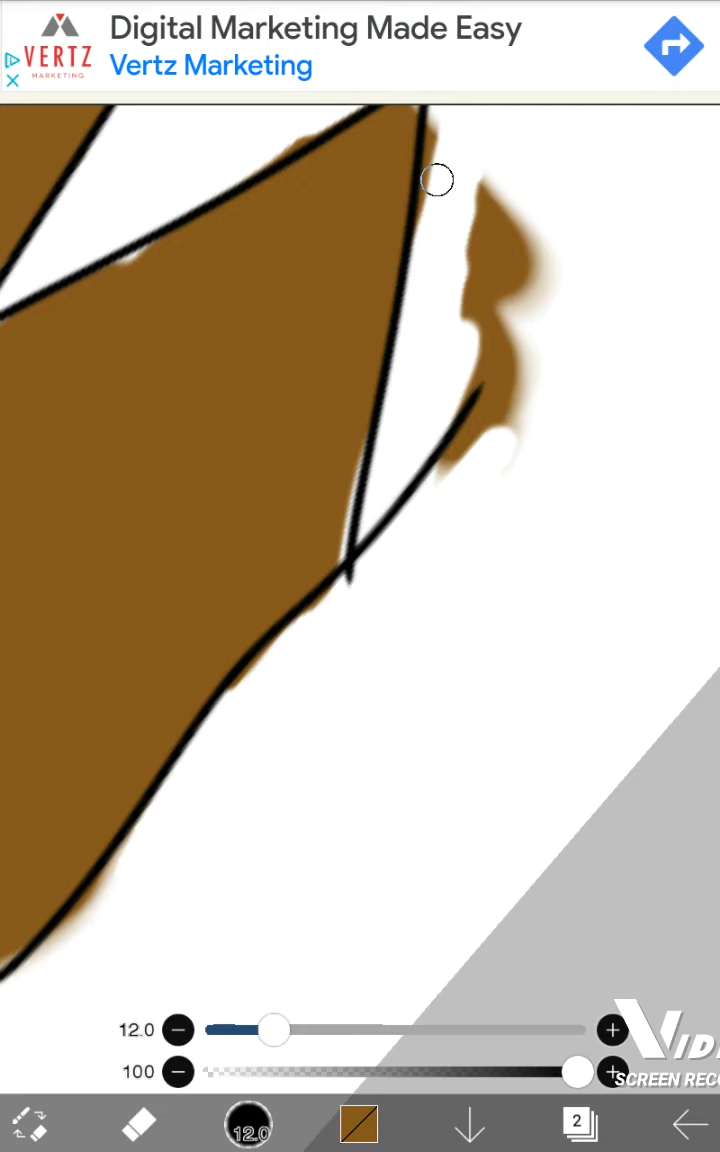 Digital Marketing Made Easy
VERTZ
MARKETING
Vertz Marketing
12.0
100
SCREEN REC
12.0
2